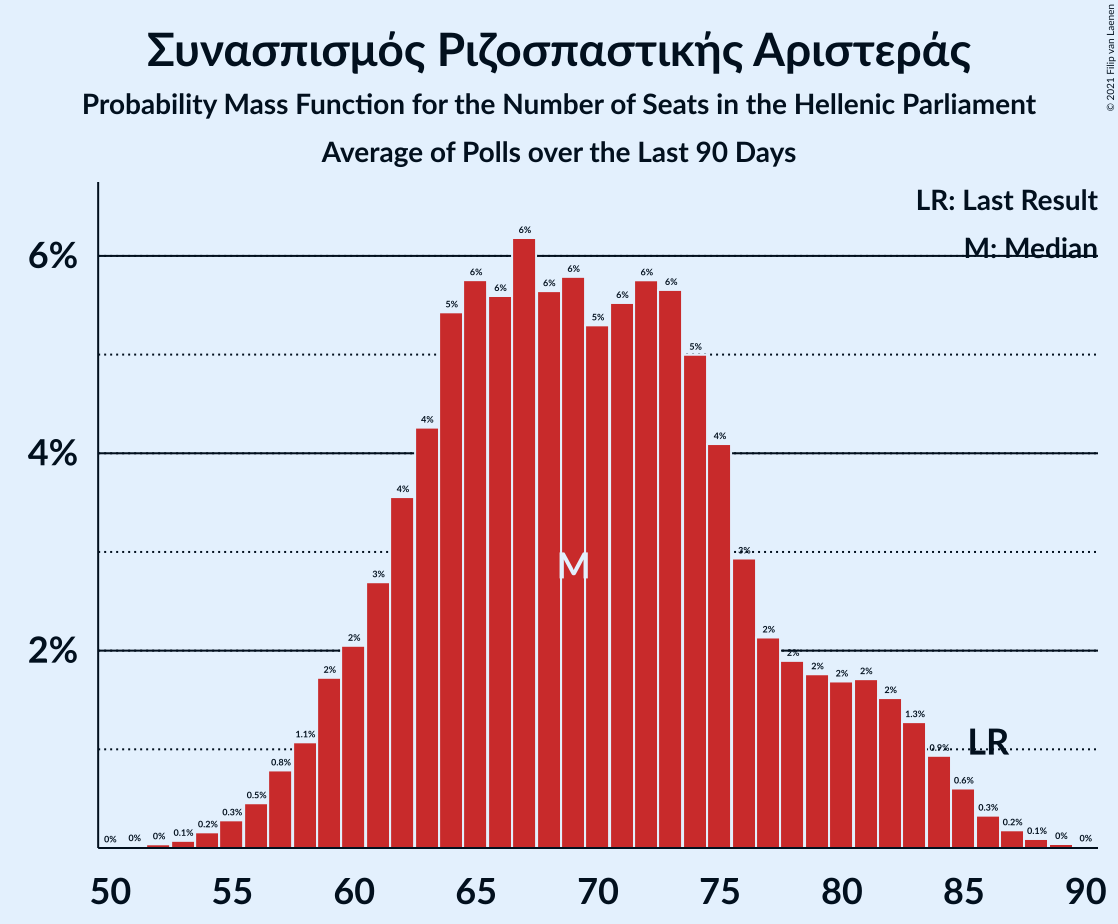 Συνασπισμός Ριζοσπαστικής Αριστεράς
Probability Mass Function for the Number of Seats in the Hellenic Parliament
Average of Polls over the Last 90 Days
© 2021 Filip van Laenen
LR: Last Result
M: Median
6%
4%
2%
0% 0% 0% 0.1% 0.2% 0.3% 0.5% 0.8% 1.1% 2% 2% 3% 4% 4% 5% 6% 6% 6% 6% 6% 5% 6% 6% 6% 5% 4% 3% 2% 2% 2% 2% 2% 2% 1.3% 0.9% 0.6% 0.3% 0.2% 0.1% 0% 0%
M
LR
50 55 60 65 70 75 80 85 90